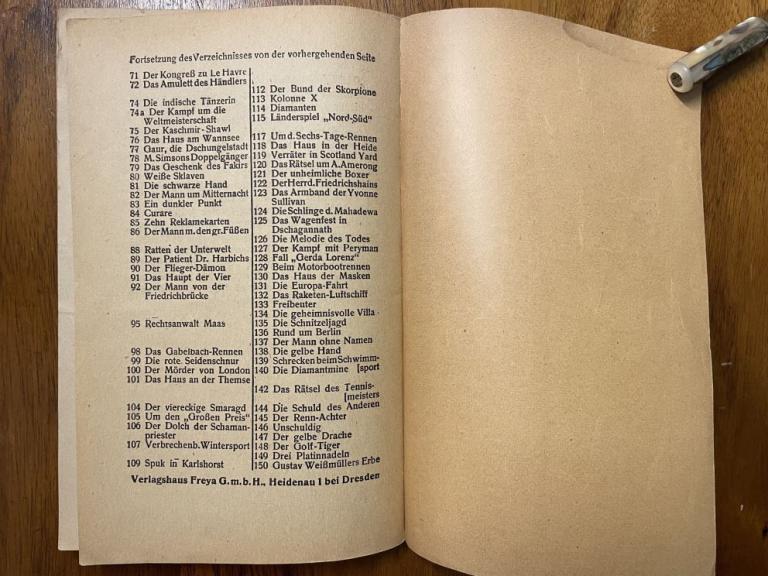 Fortsetzung des Verzeichnisses von der vorhergehenden Seite
71 Der Kongreß zu Le Havre
72 Das Amulett des Händlers
74 Die indische Tänzerin
74a Der Kampf um die
Weltmeisterschaft
75 Der Kaschmir-Shawl
76 Das Haus am Wannsee
77 Gaur, die Dschungelstadt
78 M. Simsons Doppelgänger
79 Das Geschenk des Fakirs
80 Weiße Sklaven
81 Die schwarze Hand
82 Der Mann um Mitternacht
83 Ein dunkler Punkt
84 Curare
85 Zehn Reklamekarten
86 Der Mann m. den gr. Füßen
88 Ratten der Unterwelt
89 Der Patient Dr. Harbichs
90 Der Flieger-Dämon
91 Das Haupt der Vier
92 Der Mann von der
Friedrichbrücke
95 Rechtsanwalt Maas
98 Das Gabelbach-Rennen
99 Die rote Seidenschnur
100 Der Mörder von London
101 Das Haus an der Themse
104 Der viereckige Smaragd
105 Um den „Großen Preis“
106 Der Dolch der Schaman-
priester
107 Verbrechen b. Wintersport
109 Spuk in Karlshorst
112 Der Bund der Skorpione
113 Kolonne X
114 Diamanten
115 Länderspiel „Nord-Süd“
117 Um d. Sechs-Tage-Rennen
118 Das Haus in der Heide
119 Verräter in Scotland Yard
120 Das Rätsel um A. Amerong
121 Der unheimliche Boxer
122 Der Herr d. Friedrichshains
123 Das Armband der Yvonne
Sullivan
124 Die Schlinge d. Mahadewa
125 Das Wagenfest in
Dschagannath
126 Die Melodie des Todes
127 Der Kampf mit Peryman
128 Fall „Gerda Lorenz“
129 Beim Motorbootrennen
130 Das Haus der Masken
131 Die Europa-Fahrt
132 Das Raketen-Luftschiff
133 Freibeuter
134 Die geheimnisvolle Villa
135 Die Schnitzeljagd
136 Rund um Berlin
137 Der Mann ohne Namen
138 Die gelbe Hand
139 Schrecken beim Schwimm-
140 Die Diamantmine [sport
142 Das Rätsel des Tennis-
[meisters
144 Die Schuld des Anderen
145 Der Renn-Achter
146 Unschuldig
147 Der gelbe Drache
148 Der Golf-Tiger
149 Drei Platinnadeln
150 Gustav Weißmüllers Erbe
Verlagshaus Freya G.m.b.H., Heidenau 1 bei Dresden